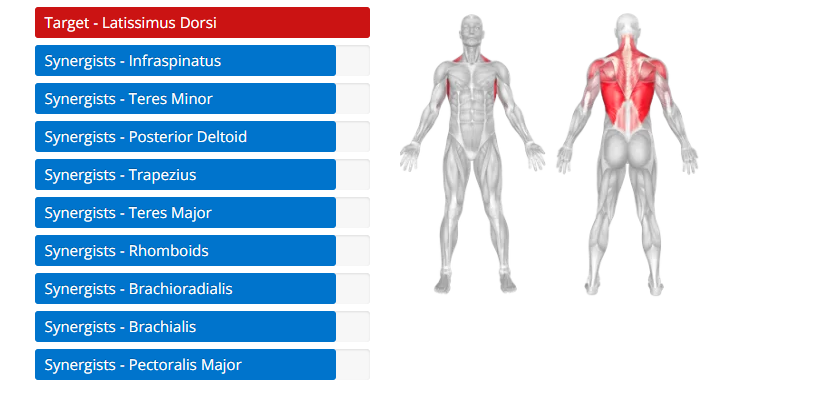 Target - Latissimus Dorsi
Synergists - Infraspinatus
Synergists - Teres Minor
Synergists - Posterior Deltoid
Synergists - Trapezius
Synergists - Teres Major
Synergists - Rhomboids
Synergists - Brachioradialis
Synergists - Brachialis
Synergists - Pectoralis Major